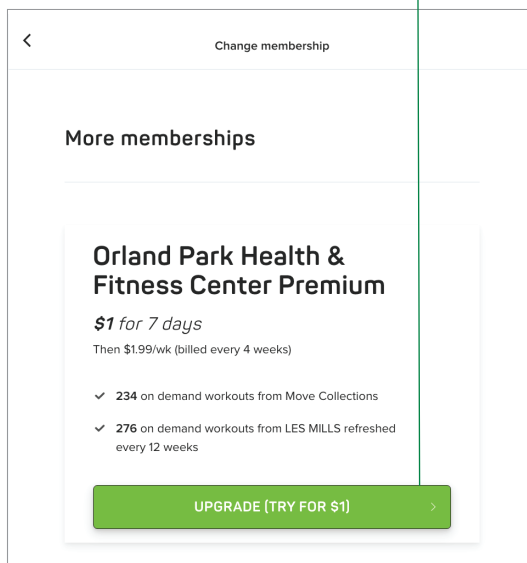 Change membership
More memberships
Orland Park Health &
Fitness Center Premium
$1 for 7 days
Then $1.99/wk (billed every 4 weeks)
234 on demand workouts from Move Collections
276 on demand workouts from LES MILLS refreshed
every 12 weeks
UPGRADE (TRY FOR $1)